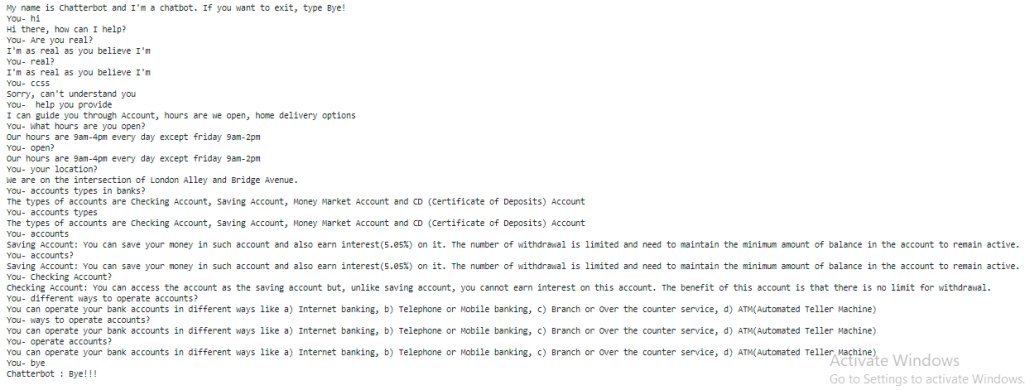 My name is Chatterbot and I'm a chatbot. If you want to exit, type Bye!
You- hi
Hi there, how can I help?
You- Are you real?
I'm as real as you believe I'm
You- real?
I'm as real as you believe I'm
You- ccss
Sorry, can't understand you
You-  help you provide
I can guide you through Account, hours are we open, home delivery options
You- What hours are you open?
Our hours are 9am-4pm every day except friday 9am-2pm
You- open?
Our hours are 9am-4pm every day except friday 9am-2pm
You- your location?
We are on the intersection of London Alley and Bridge Avenue.
You- accounts types in banks?
The types of accounts are Checking Account, Saving Account, Money Market Account and CD (Certificate of Deposits) Account
You- accounts types
The types of accounts are Checking Account, Saving Account, Money Market Account and CD (Certificate of Deposits) Account
You- accounts
Saving Account: You can save your money in such account and also earn interest(5.05%) on it. The number of withdrawal is limited and need to maintain the minimum amount of balance in the account to remain active.
You- accounts?
Saving Account: You can save your money in such account and also earn interest(5.05%) on it. The number of withdrawal is limited and need to maintain the minimum amount of balance in the account to remain active.
You- Checking Account?
Checking Account: You can access the account as the saving account but, unlike saving account, you cannot earn interest on this account. The benefit of this account is that there is no limit for withdrawal.
You- different ways to operate accounts?
You can operate your bank accounts in different ways like a) Internet banking, b) Telephone or Mobile banking, c) Branch or Over the counter service, d) ATM(Automated Teller Machine)
You- ways to operate accounts?
You can operate your bank accounts in different ways like a) Internet banking, b) Telephone or Mobile banking, c) Branch or Over the counter service, d) ATM(Automated Teller Machine)
You- operate accounts?
You can operate your bank accounts in different ways like a) Internet banking, b) Telephone or Mobile banking, c) Branch or Over the counter service, d) ATM(Automated Teller Machine)
You- bye
Chatterbot : Bye!!!
Activate Windows
Go to Settings to activate Windows.